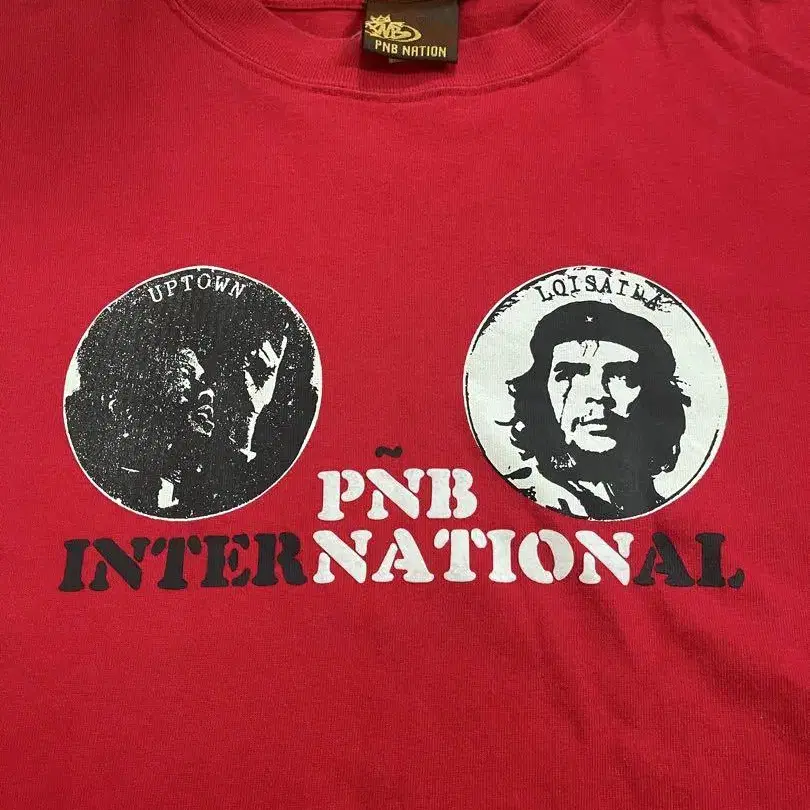 PNB NATION
UPTOWN
LOISAIDA
PÑB
INTERNATIONAL